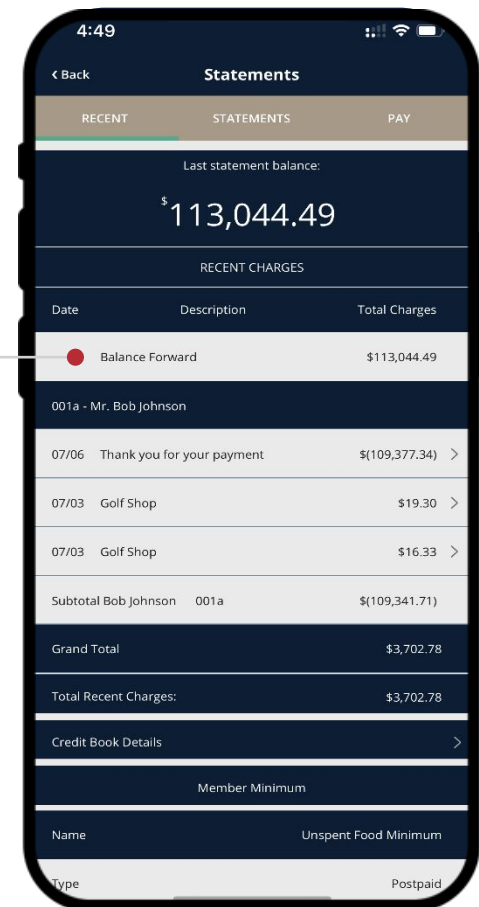 4:49
Back Statements
RECENT STATEMENTS PAY
Last statement balance:
$113,044.49
RECENT CHARGES
Date Description Total Charges
Balance Forward $113,044.49
001a - Mr. Bob Johnson
07/06 Thank you for your payment $(109,377.34)
07/03 Golf Shop $19.30
07/03 Golf Shop $16.33
Subtotal Bob Johnson 001a $(109,341.71)
Grand Total $3,702.78
Total Recent Charges: $3,702.78
Credit Book Details
Member Minimum
Name Unspent Food Minimum
Type Postpaid